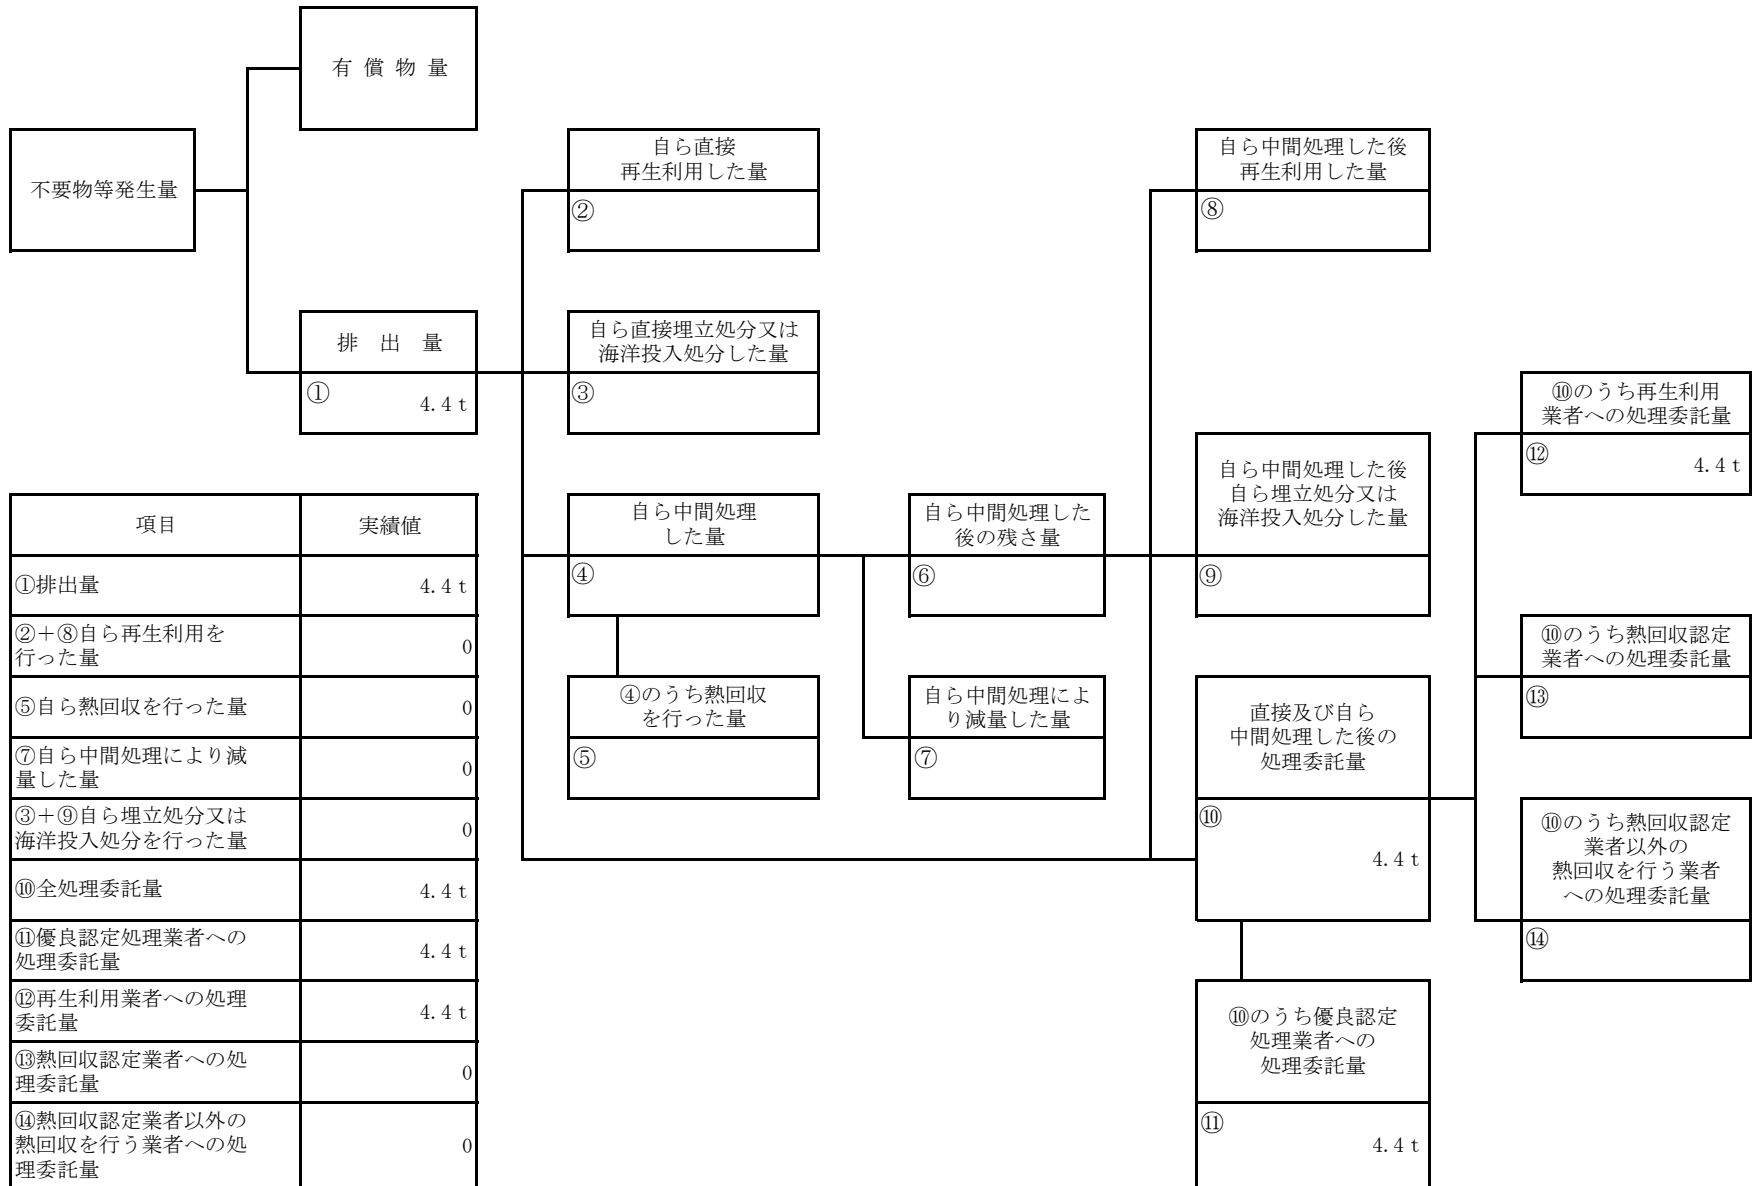 有 償 物 量
不要物等発生量
自ら直接
再生利用した量
②
自ら中間処理した後
再生利用した量
⑧
排 出 量
①
4.4 t
自ら直接埋立処分又は
海洋投入処分した量
③
⑩のうち再生利用
業者への処理委託量
⑫
4.4 t
自ら中間処理
した量
④
自ら中間処理した
後の残さ量
⑥
自ら中間処理した後
自ら埋立処分又は
海洋投入処分した量
⑨
⑩のうち熱回収認定
業者への処理委託量
⑬
④のうち熱回収
を行った量
⑤
自ら中間処理によ
り減量した量
⑦
直接及び自ら
中間処理した後の
処理委託量
⑩
4.4 t
⑩のうち熱回収認定
業者以外の
熱回収を行う業者
への処理委託量
⑭
⑩のうち優良認定
処理業者への
処理委託量
⑪
4.4 t
項目 実績値
①排出量 4.4 t
②＋⑧自ら再生利用を
行った量 0
⑤自ら熱回収を行った量 0
⑦自ら中間処理により減
量した量 0
③＋⑨自ら埋立処分又は
海洋投入処分を行った量 0
⑩全処理委託量 4.4 t
⑪優良認定処理業者への
処理委託量 4.4 t
⑫再生利用業者への処理
委託量 4.4 t
⑬熱回収認定業者への処
理委託量 0
⑭熱回収認定業者以外の
熱回収を行う業者への処 0
理委託量